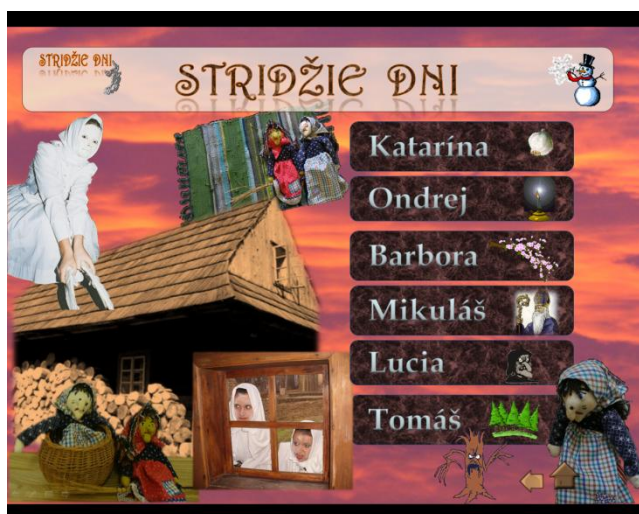 STRIDŽIE DNI
STRIDŽIE DNI
Katarína
Ondrej
Barbora
Mikuláš
Lucia
Tomáš